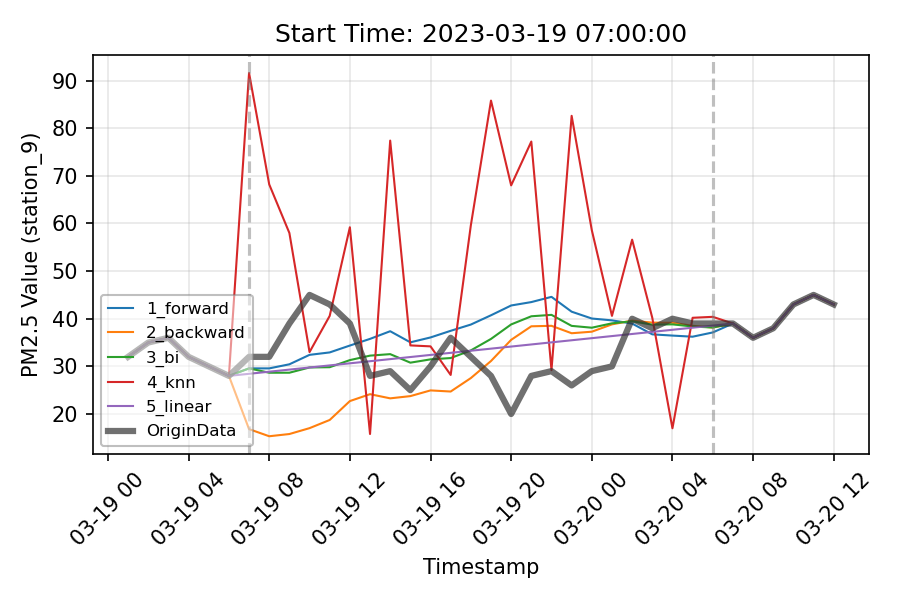 Start Time: 2023-03-19 07:00:00
PM2.5 Value (station_9)
90
80
70
60
50
40
30
20
1_forward
2_backward
3_bi
4_knn
5_linear
OriginData
03-19 00
03-19 04
03-19 08
03-19 12
03-19 16
03-19 20
03-20 00
03-20 04
03-20 08
03-20 12
Timestamp